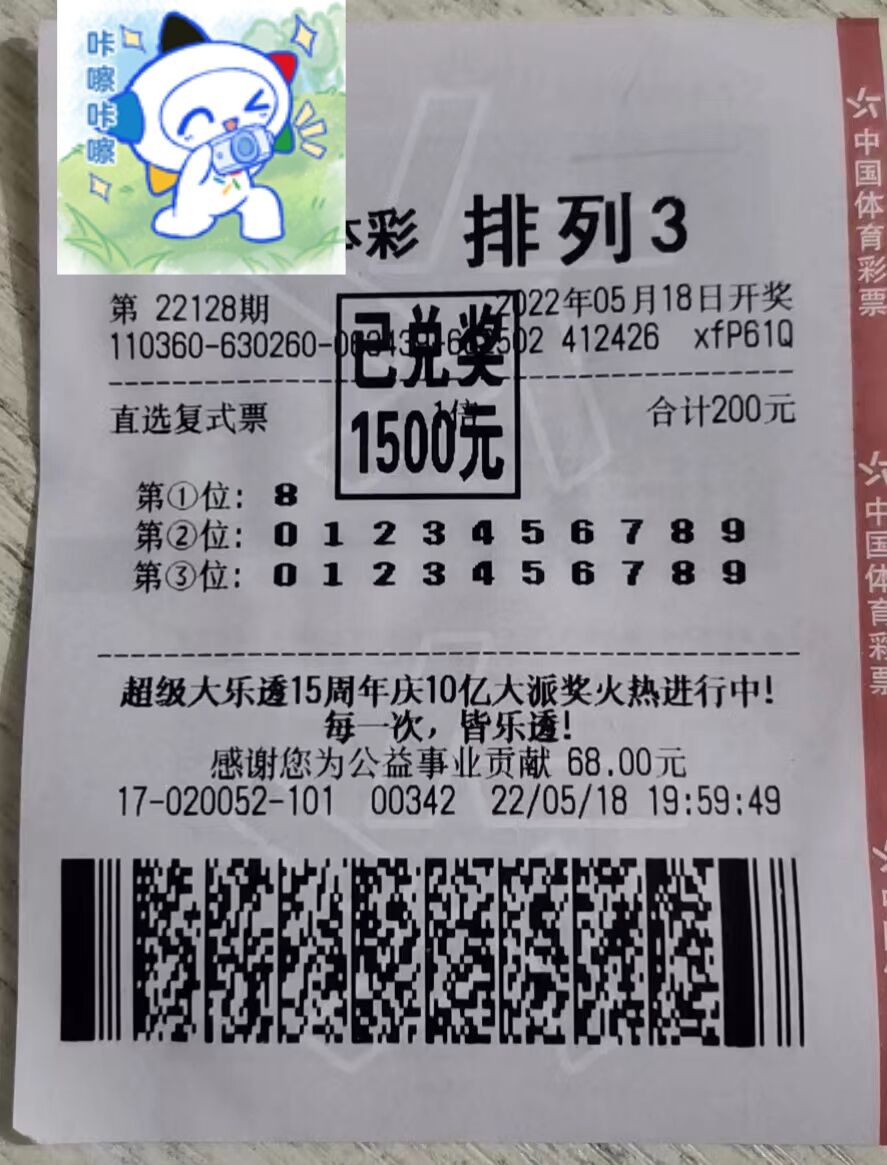 咔嚓咔嚓
体彩 排列3
第 22128期 2022年05月18日开奖
412426 xfP61Q
已兑奖
1500元
直选复式票 1倍 合计200元
第①位: 8
第②位: 0 1 2 3 4 5 6 7 8 9
第③位: 0 1 2 3 4 5 6 7 8 9
超级大乐透15周年庆10亿大派奖火热进行中!
每一次, 皆乐透!
感谢您为公益事业贡献 68.00元
17-020052-101 00342 22/05/18 19:59:49
中国体育彩票
中国体育彩票